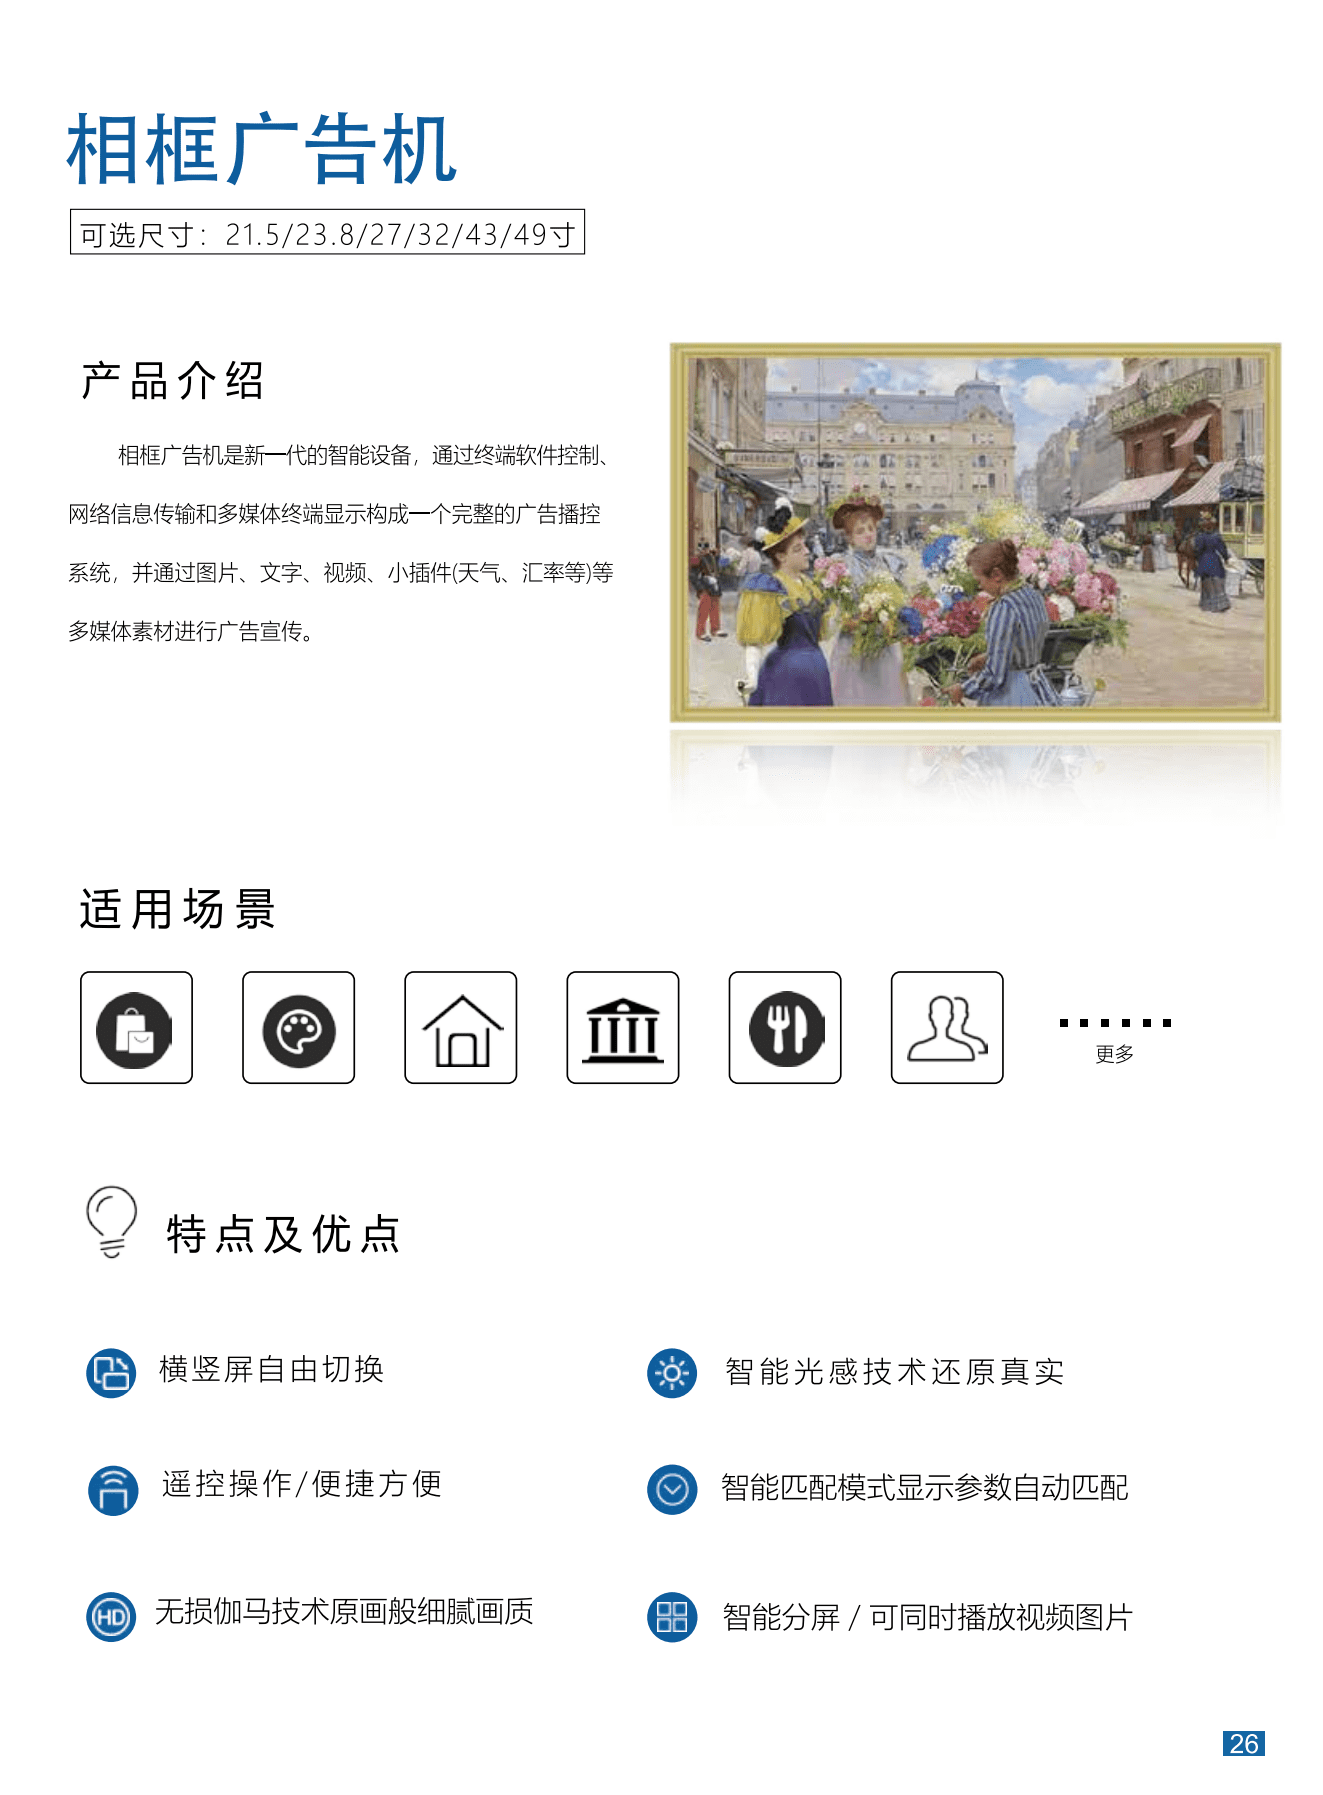 相框广告机
可选尺寸：21.5/23.8/27/32/43/49寸
产品介绍
相框广告机是新一代的智能设备，通过终端软件控制、
网络信息传输和多媒体终端显示构成一个完整的广告播控
系统，并通过图片、文字、视频、小插件(天气、汇率等)等
多媒体素材进行广告宣传。
适用场景
更多
特点及优点
横竖屏自由切换
智能光感技术还原真实
遥控操作/便捷方便
智能匹配模式显示参数自动匹配
HD
无损伽马技术原画般细腻画质
智能分屏 / 可同时播放视频图片
26